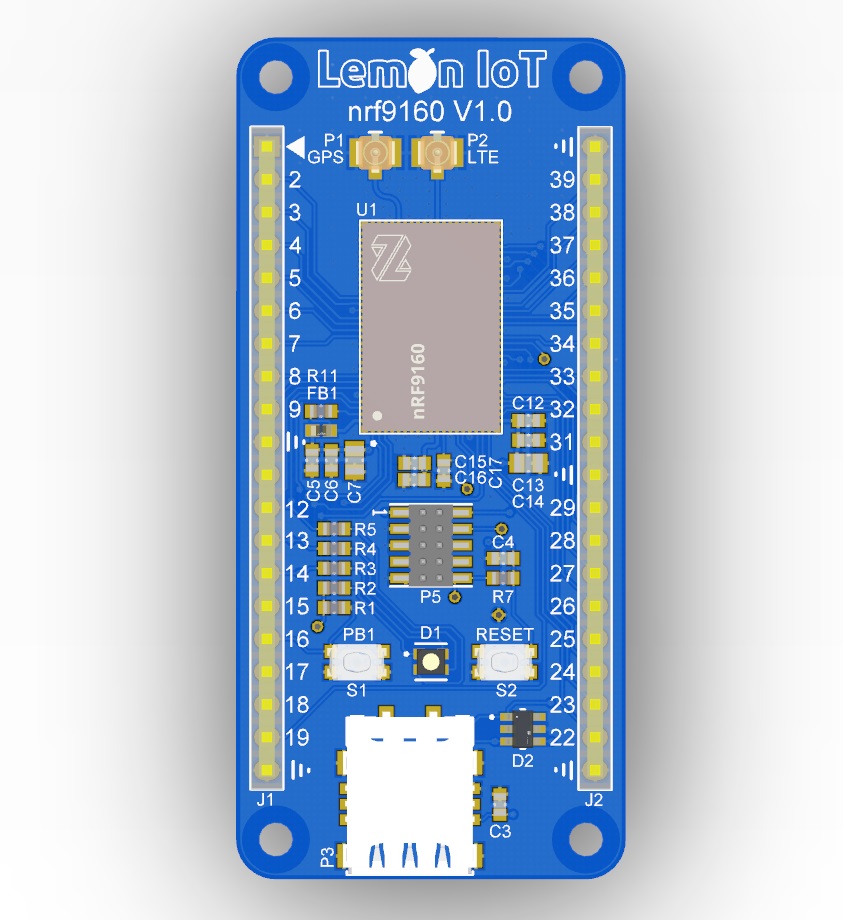 Lemon IoT
nrf9160 V1.0
P1
GPS
P2
LTE
U1
nRF9160
2
3
4
5
6
7
8
9
12
13
14
15
16
17
18
19
J1
39
38
37
36
35
34
33
32
31
29
28
27
26
25
24
23
22
J2
R11
FB1
C5
C6
C7
C15
C16
C17
C12
C13
C14
1
P5
R5
R4
R3
R2
R1
C4
R7
PB1
S1
D1
RESET
S2
D2
C3
P3